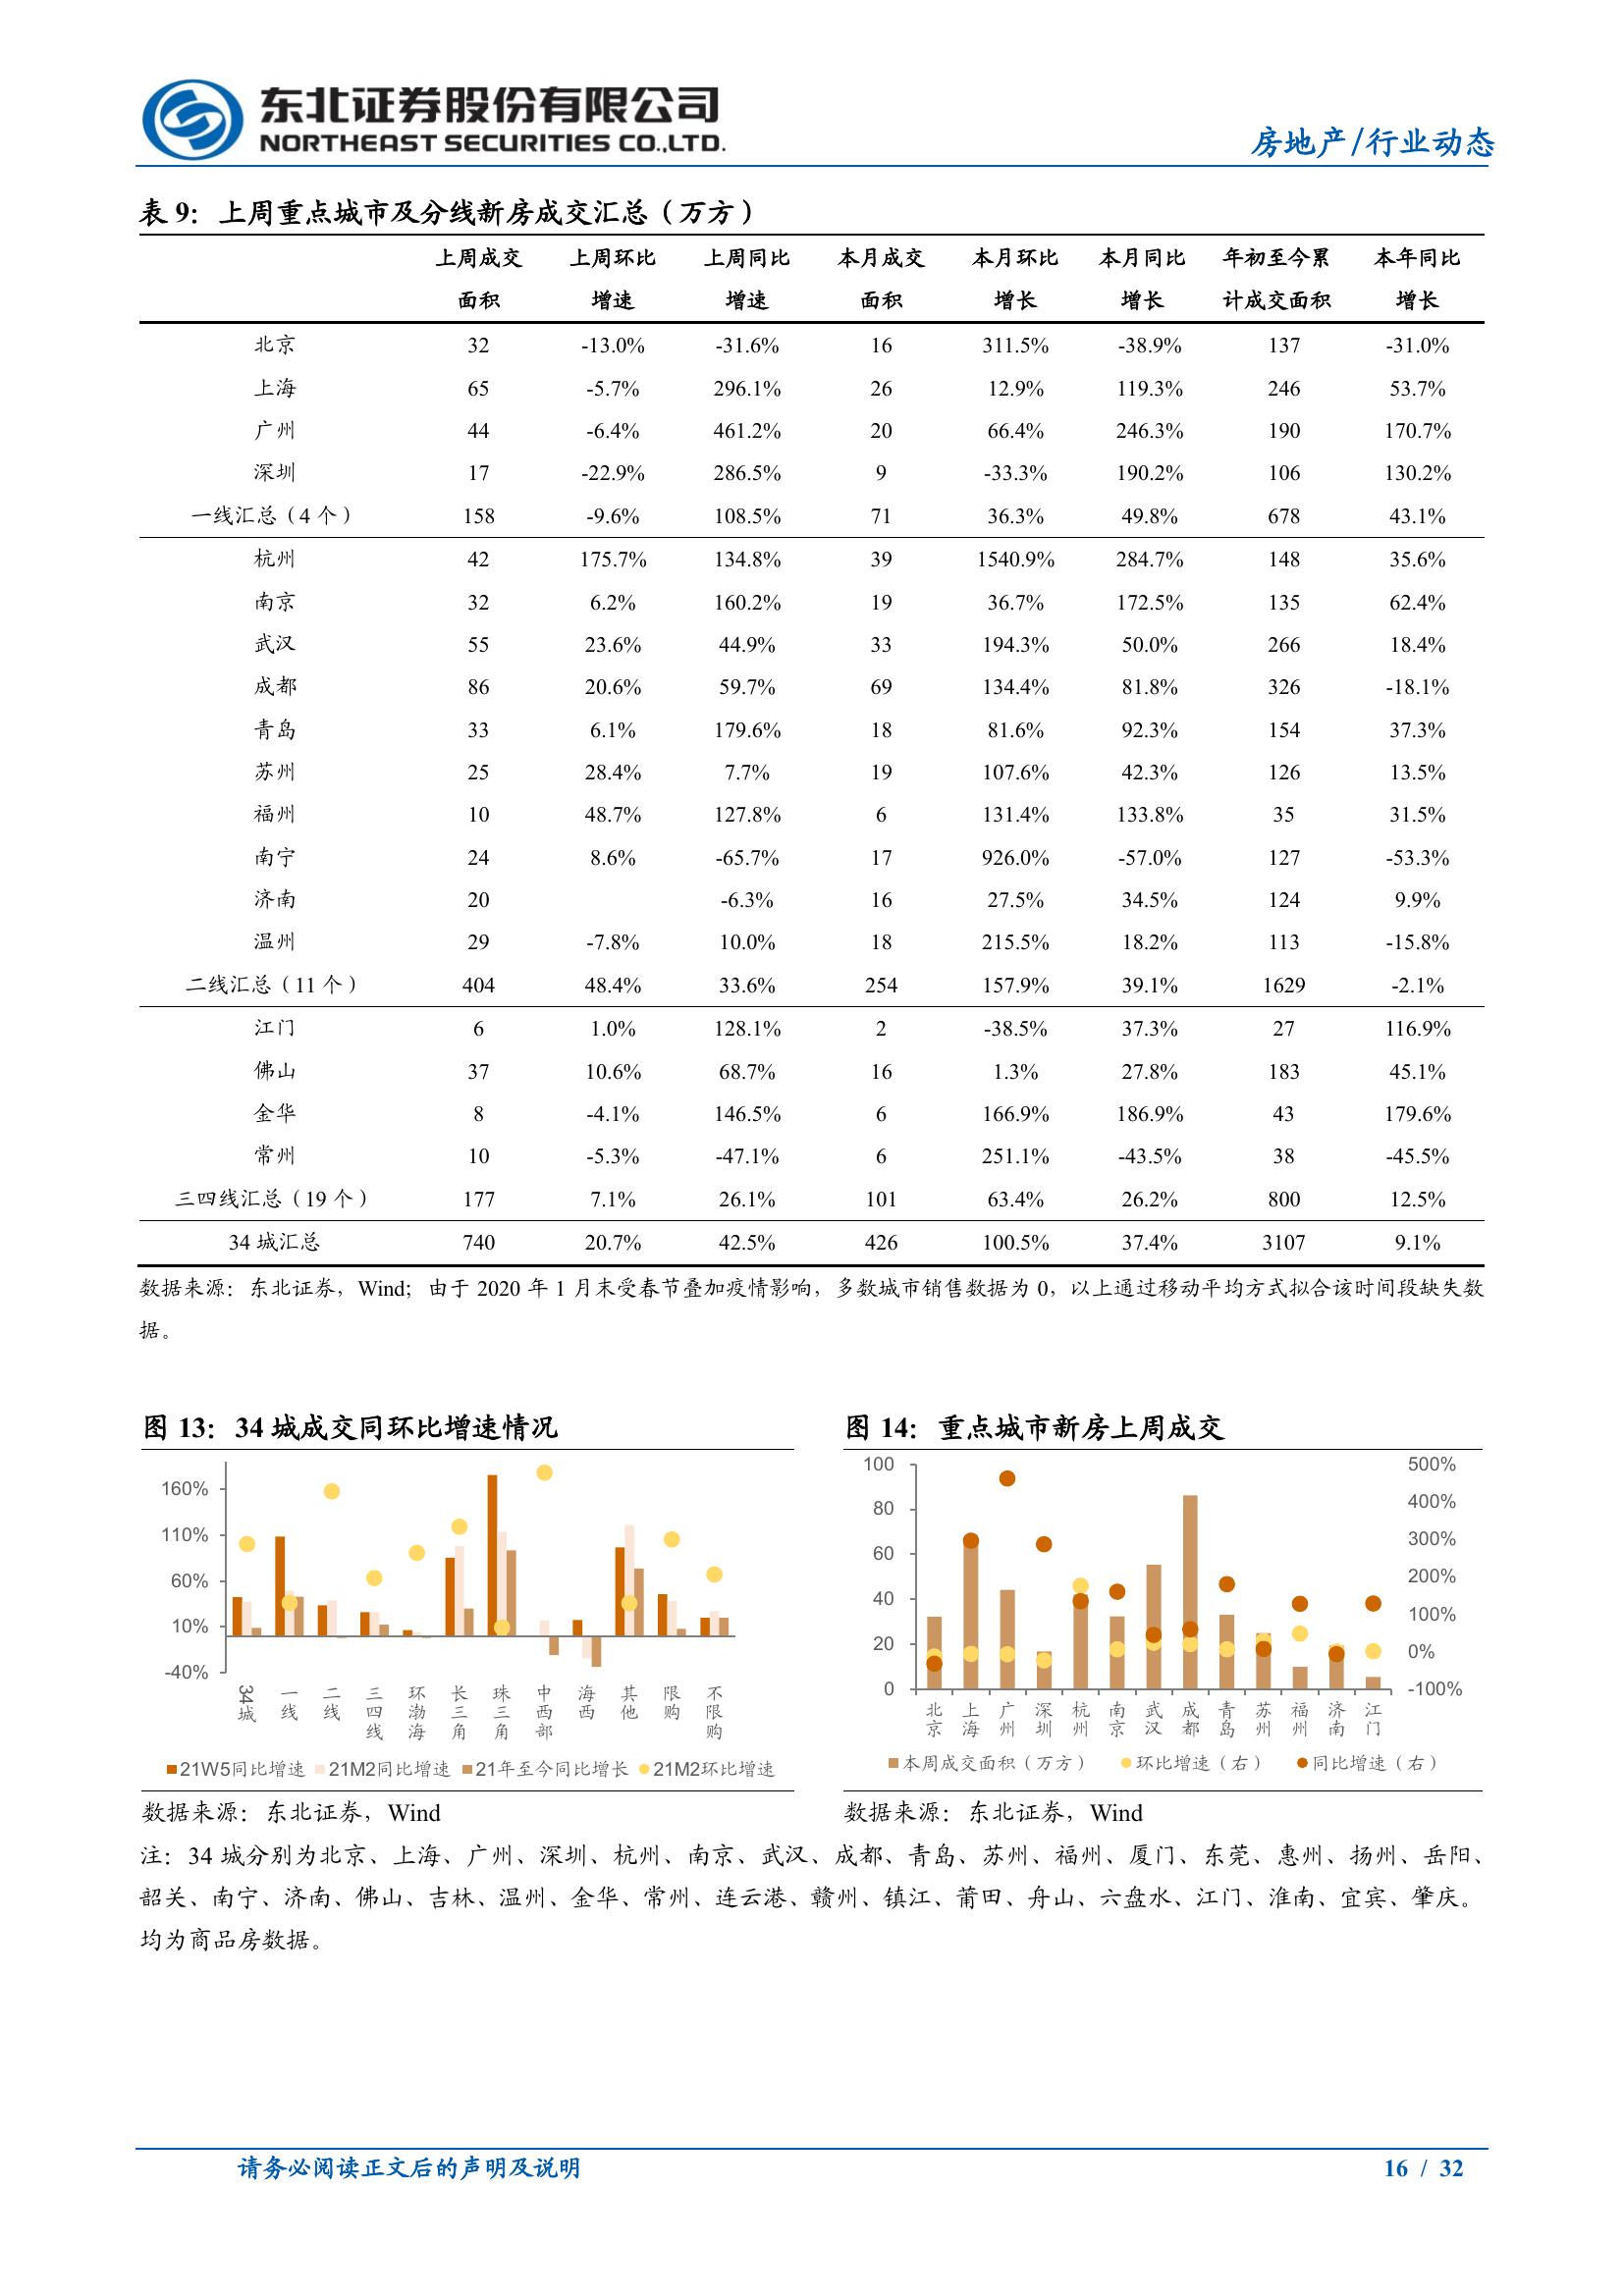 东北证券股份有限公司
NORTHEAST SECURITIES CO.,LTD.
房地产/行业动态
表 9：上周重点城市及分线新房成交汇总（万方）
上周成交面积 上周环比增速 上周同比增速 本月成交面积 本月环比增长 本月同比增长 年初至今累计成交面积 本年同比增长
北京 32 -13.0% -31.6% 16 311.5% -38.9% 137 -31.0%
上海 65 -5.7% 296.1% 26 12.9% 119.3% 246 53.7%
广州 44 -6.4% 461.2% 20 66.4% 246.3% 190 170.7%
深圳 17 -22.9% 286.5% 9 -33.3% 190.2% 106 130.2%
一线汇总（4 个） 158 -9.6% 108.5% 71 36.3% 49.8% 678 43.1%
杭州 42 175.7% 134.8% 39 1540.9% 284.7% 148 35.6%
南京 32 6.2% 160.2% 19 36.7% 172.5% 135 62.4%
武汉 55 23.6% 44.9% 33 194.3% 50.0% 266 18.4%
成都 86 20.6% 59.7% 69 134.4% 81.8% 326 -18.1%
青岛 33 6.1% 179.6% 18 81.6% 92.3% 154 37.3%
苏州 25 28.4% 7.7% 19 107.6% 42.3% 126 13.5%
福州 10 48.7% 127.8% 6 131.4% 133.8% 35 31.5%
南宁 24 8.6% -65.7% 17 926.0% -57.0% 127 -53.3%
济南 20 -6.3% 16 27.5% 34.5% 124 9.9%
温州 29 -7.8% 10.0% 18 215.5% 18.2% 113 -15.8%
二线汇总（11 个） 404 48.4% 33.6% 254 157.9% 39.1% 1629 -2.1%
江门 6 1.0% 128.1% 2 -38.5% 37.3% 27 116.9%
佛山 37 10.6% 68.7% 16 1.3% 27.8% 183 45.1%
金华 8 -4.1% 146.5% 6 166.9% 186.9% 43 179.6%
常州 10 -5.3% -47.1% 6 251.1% -43.5% 38 -45.5%
三四线汇总（19 个） 177 7.1% 26.1% 101 63.4% 26.2% 800 12.5%
34 城汇总 740 20.7% 42.5% 426 100.5% 37.4% 3107 9.1%
数据来源：东北证券，Wind；由于 2020 年 1 月末受春节叠加疫情影响，多数城市销售数据为 0，以上通过移动平均方式拟合该时间段缺失数
据。
图 13：34 城成交同环比增速情况
160%
110%
60%
10%
-40%
34城 一线 二线 三四线 环渤海 长三角 珠三角 中西部 海西 其他 限购 不限购
21W5同比增速 21M2同比增速 21年至今同比增长 21M2环比增速
数据来源：东北证券，Wind
图 14：重点城市新房上周成交
100 500%
80 400%
60 300%
40 200%
20 100%
0 0%
-100%
北京 上海 广州 深圳 杭州 南京 武汉 成都 青岛 苏州 福州 济南 江门
本周成交面积（万方） 环比增速（右） 同比增速（右）
数据来源：东北证券，Wind
注：34 城分别为北京、上海、广州、深圳、杭州、南京、武汉、成都、青岛、苏州、福州、厦门、东莞、惠州、扬州、岳阳、
韶关、南宁、济南、佛山、吉林、温州、金华、常州、连云港、赣州、镇江、莆田、舟山、六盘水、江门、淮南、宜宾、肇庆。
均为商品房数据。
请务必阅读正文后的声明及说明
16 / 32